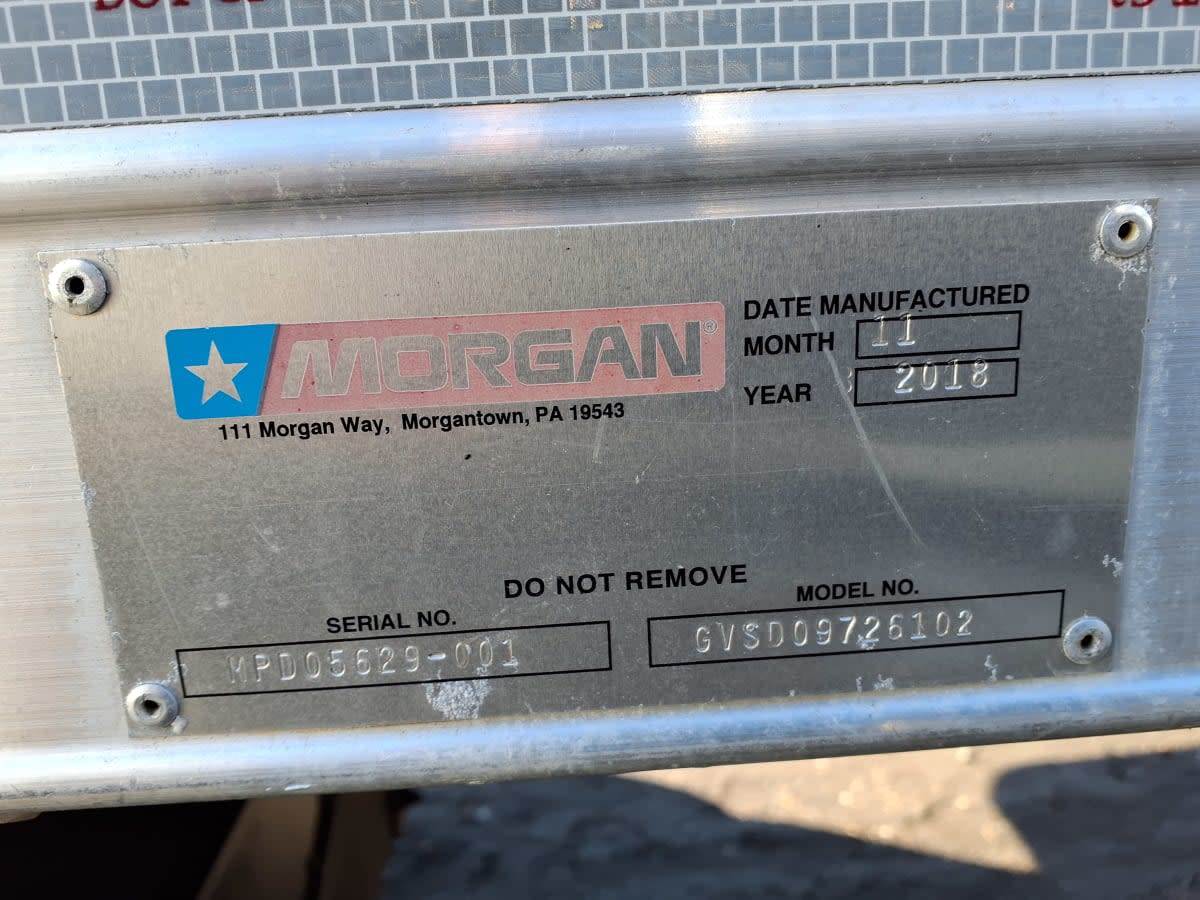 MORGAN®
111 Morgan Way, Morgantown, PA 19543
DATE MANUFACTURED
MONTH 11
YEAR 2018
DO NOT REMOVE
SERIAL NO.
MPD05629-001
MODEL NO.
GVSD09726102